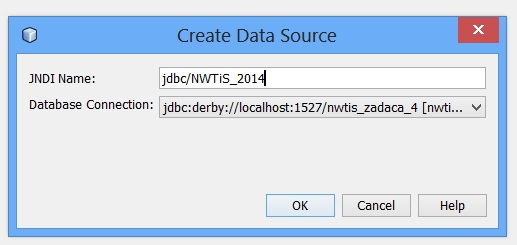 Create Data Source
JNDI Name: jdbc/NWTiS_2014
Database Connection: jdbc:derby://localhost:1527/nwtis_zadaca_4 [nwti...
OK Cancel Help